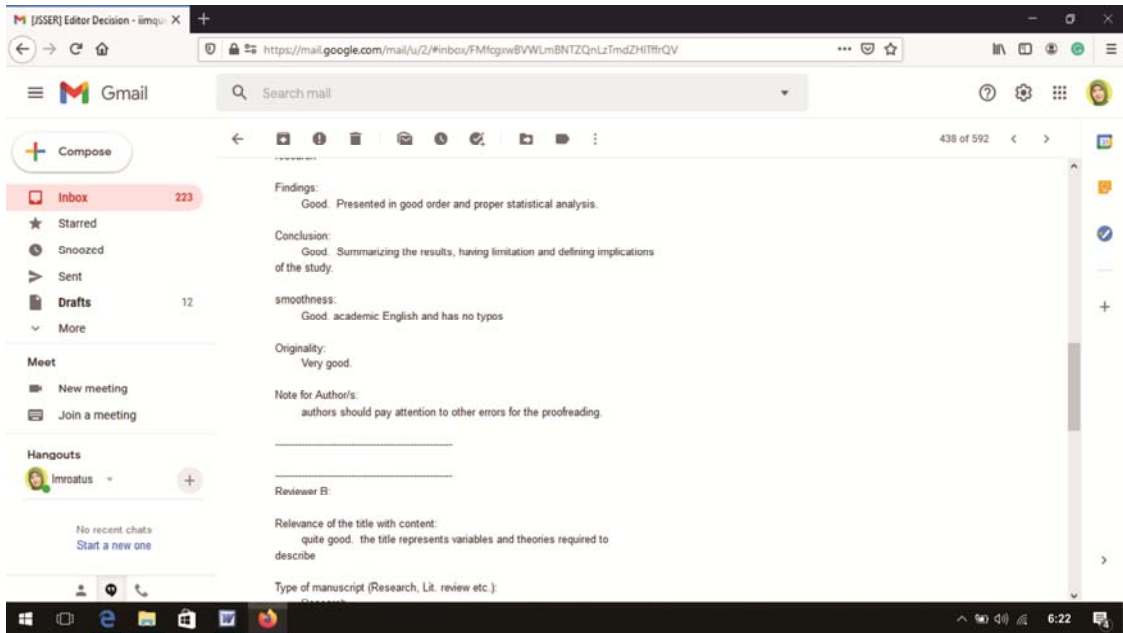 [JSSER] Editor Decision - iimqu
https://mail.google.com/mail/u/2/#inbox/FMfcgxwBVWLmBNTZQnLzTmdZHlTffrQV
Gmail
Search mail
Compose
438 of 592
Inbox 223
Starred
Snoozed
Sent
Drafts 12
More
Meet
New meeting
Join a meeting
Hangouts
Imroatus
No recent chats
Start a new one
Findings:
Good. Presented in good order and proper statistical analysis.
Conclusion:
Good. Summarizing the results, having limitation and defining implications
of the study.
smoothness:
Good. academic English and has no typos
Originality:
Very good.
Note for Author/s:
authors should pay attention to other errors for the proofreading.
----------------------------------------------------
----------------------------------------------------
Reviewer B:
Relevance of the title with content:
quite good. the title represents variables and theories required to
describe
Type of manuscript (Research, Lit. review etc.):
6:22